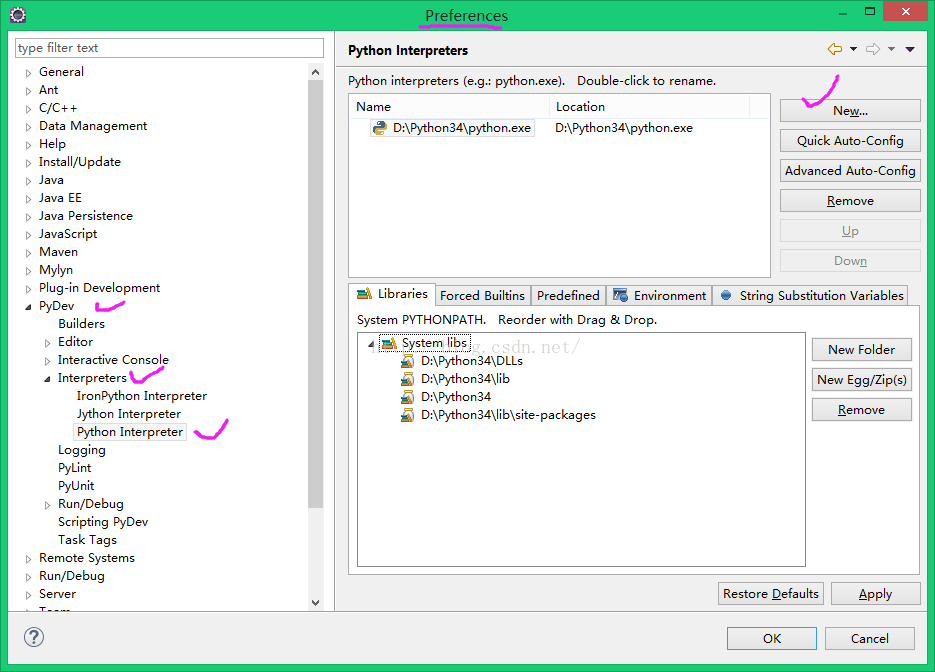 Preferences
type filter text
General
Ant
C/C++
Data Management
Help
Install/Update
Java
Java EE
Java Persistence
JavaScript
Maven
Mylyn
Plug-in Development
PyDev
Builders
Editor
Interactive Console
Interpreters
IronPython Interpreter
Jython Interpreter
Python Interpreter
Logging
PyLint
PyUnit
Run/Debug
Scripting PyDev
Task Tags
Remote Systems
Run/Debug
Server
Team
Python Interpreters
Python interpreters (e.g.: python.exe).   Double-click to rename.
Name Location
D:\Python34\python.exe D:\Python34\python.exe
New...
Quick Auto-Config
Advanced Auto-Config
Remove
Up
Down
Libraries Forced Builtins Predefined Environment String Substitution Variables
System PYTHONPATH.   Reorder with Drag & Drop.
System libs
D:\Python34\DLLs
D:\Python34\lib
D:\Python34
D:\Python34\lib\site-packages
New Folder
New Egg/Zip(s)
Remove
Restore Defaults Apply
OK Cancel